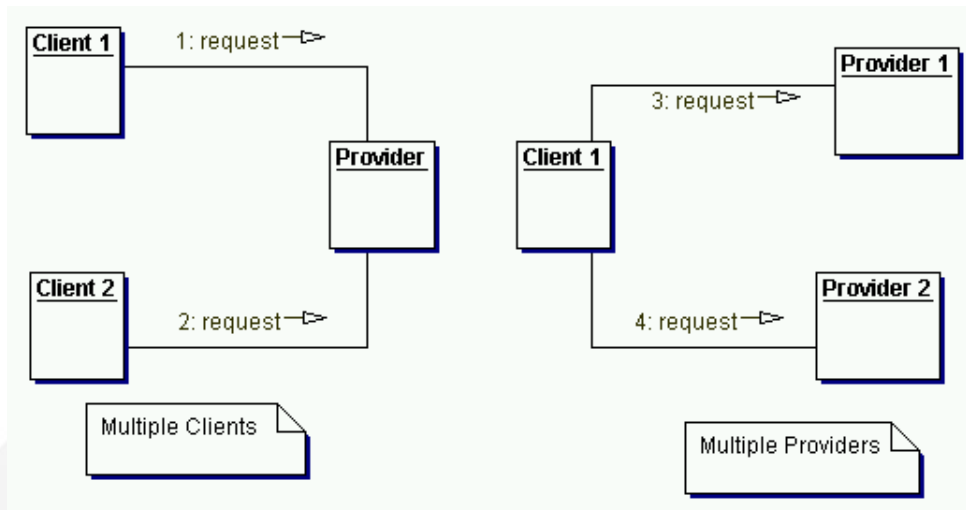 Client 1
1: request
Provider
Client 2
2: request
Multiple Clients
Provider 1
3: request
Client 1
Provider 2
4: request
Multiple Providers